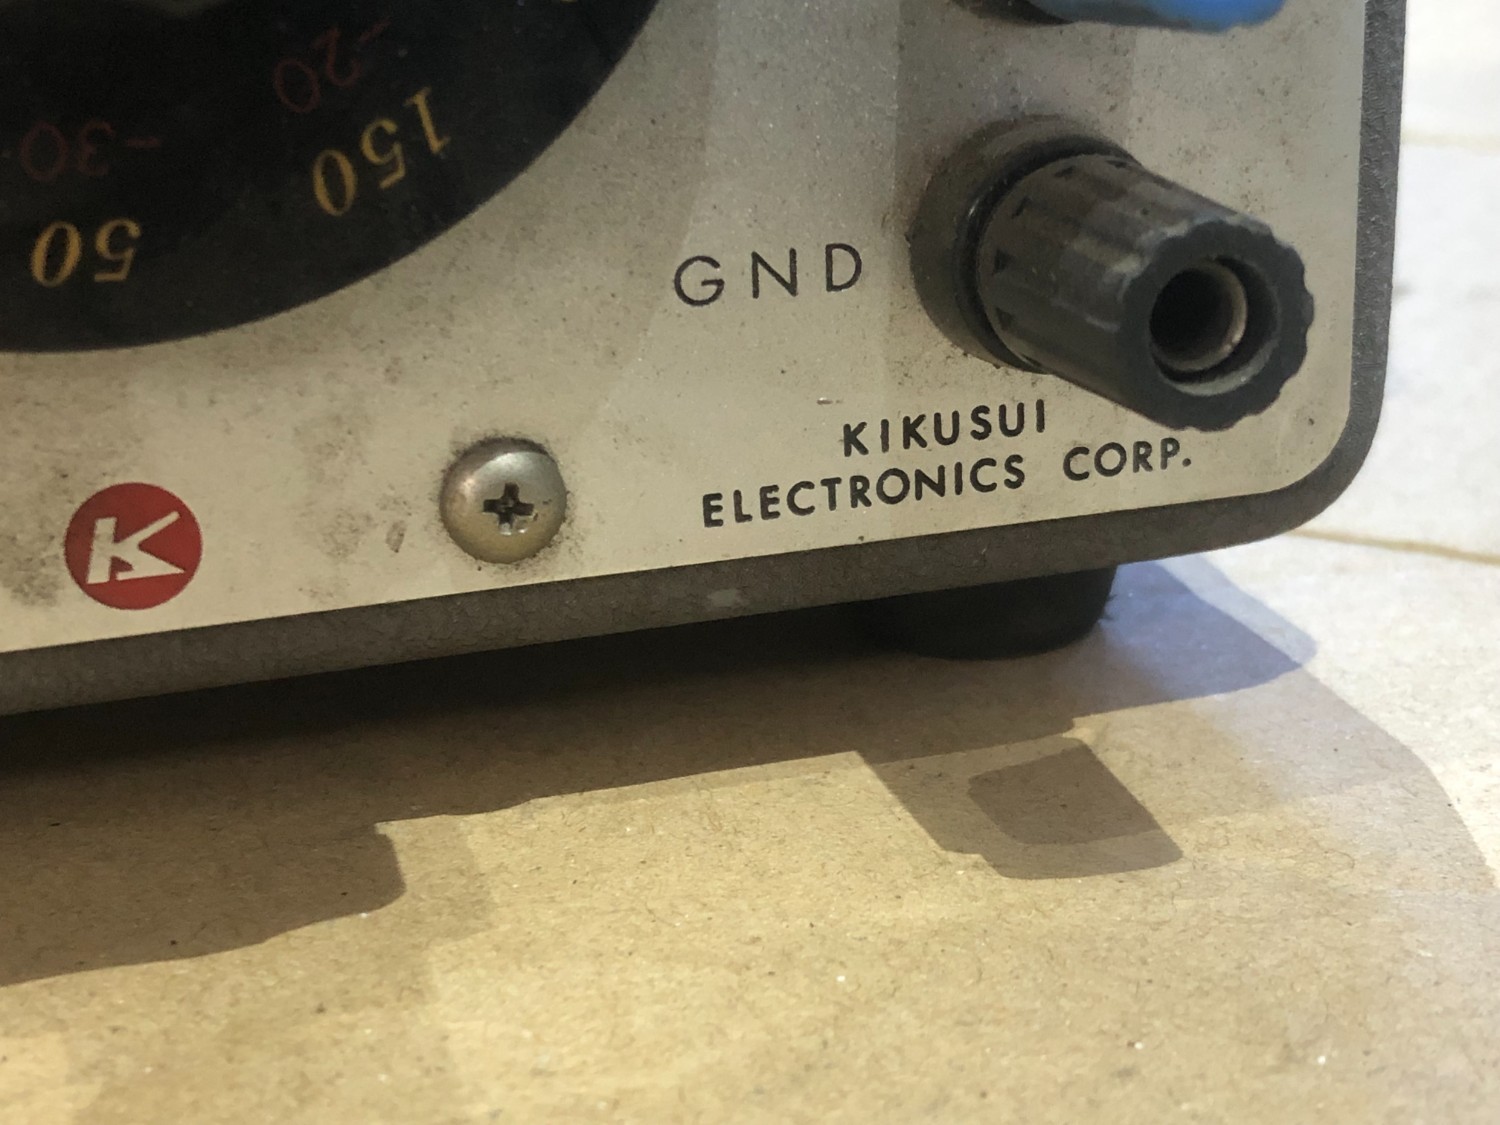 -20
-30
150
50
GND
KIKUSUI
ELECTRONICS CORP.
K